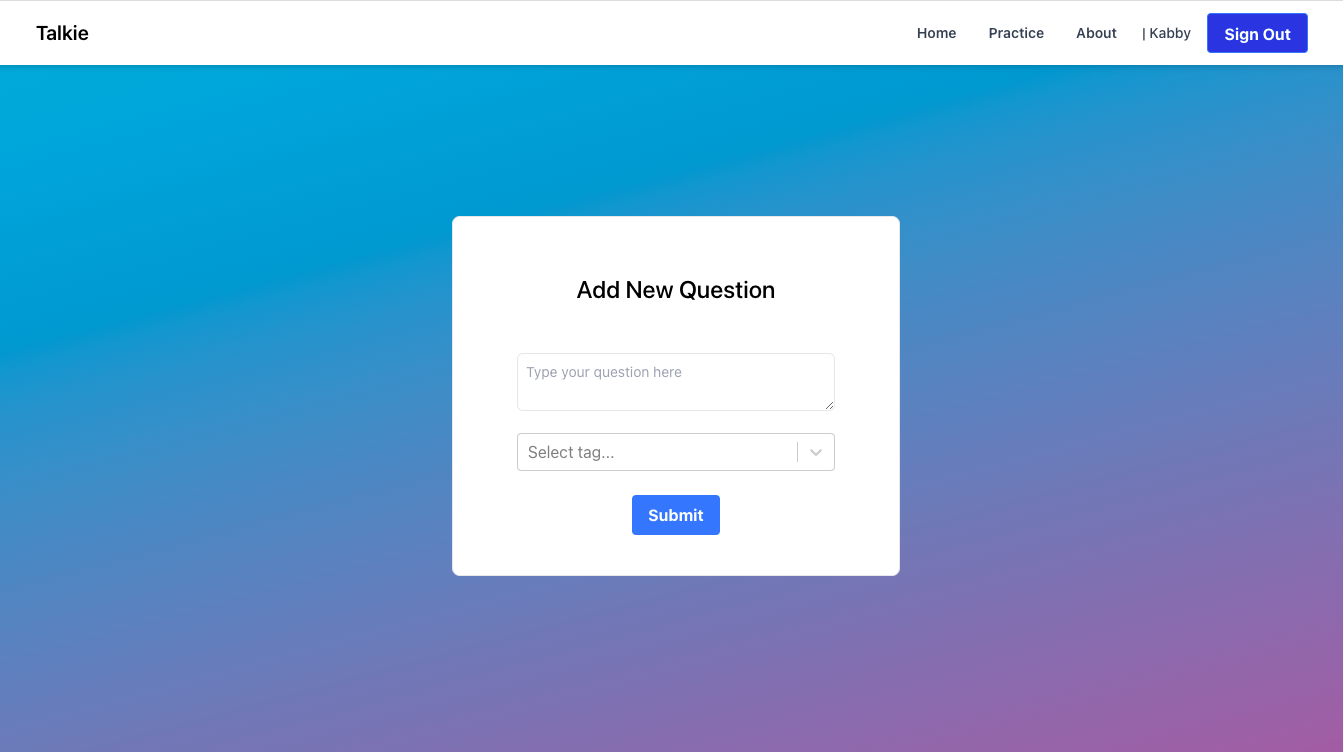 Talkie Home Practice About | Kabby Sign Out
Add New Question
Type your question here
Select tag...
Submit